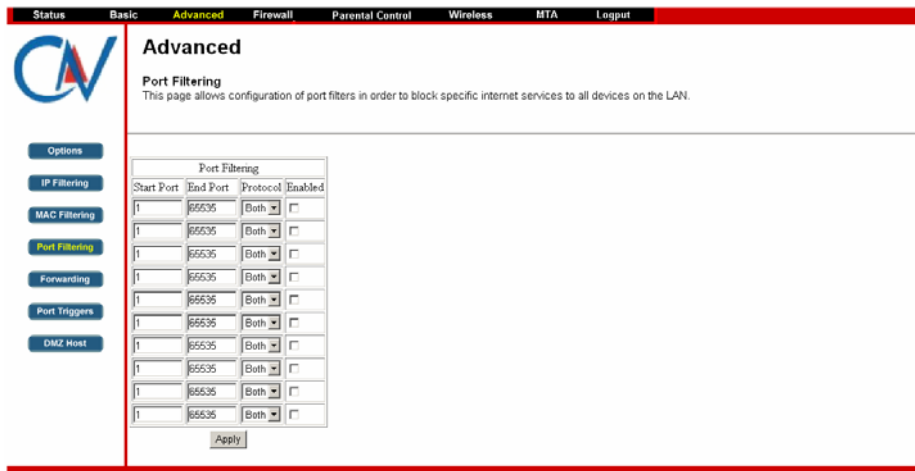 Status Basic Advanced Firewall Parental Control Wireless MTA Logput
CAV
Advanced
Port Filtering
This page allows configuration of port filters in order to block specific internet services to all devices on the LAN.
Options
IP Filtering
MAC Filtering
Port Filtering
Forwarding
Port Triggers
DMZ Host
Port Filtering
Start Port End Port Protocol Enabled
1 65535 Both
1 65535 Both
1 65535 Both
1 65535 Both
1 65535 Both
1 65535 Both
1 65535 Both
1 65535 Both
1 65535 Both
1 65535 Both
Apply